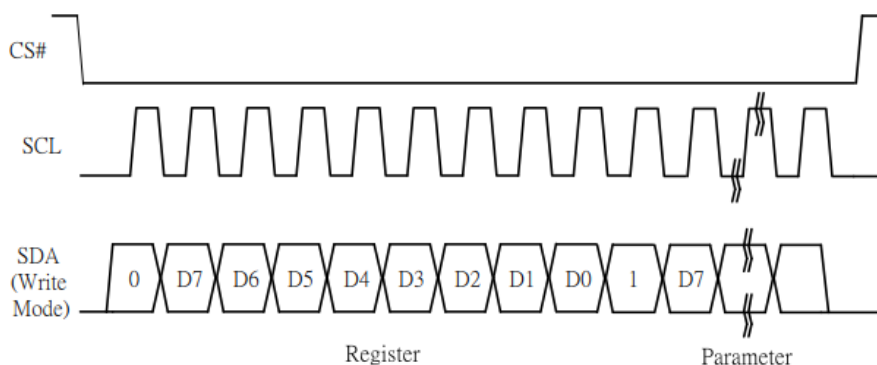 CS#
SCL
SDA
(Write
Mode)
0 D7 D6 D5 D4 D3 D2 D1 D0 1 D7
Register Parameter